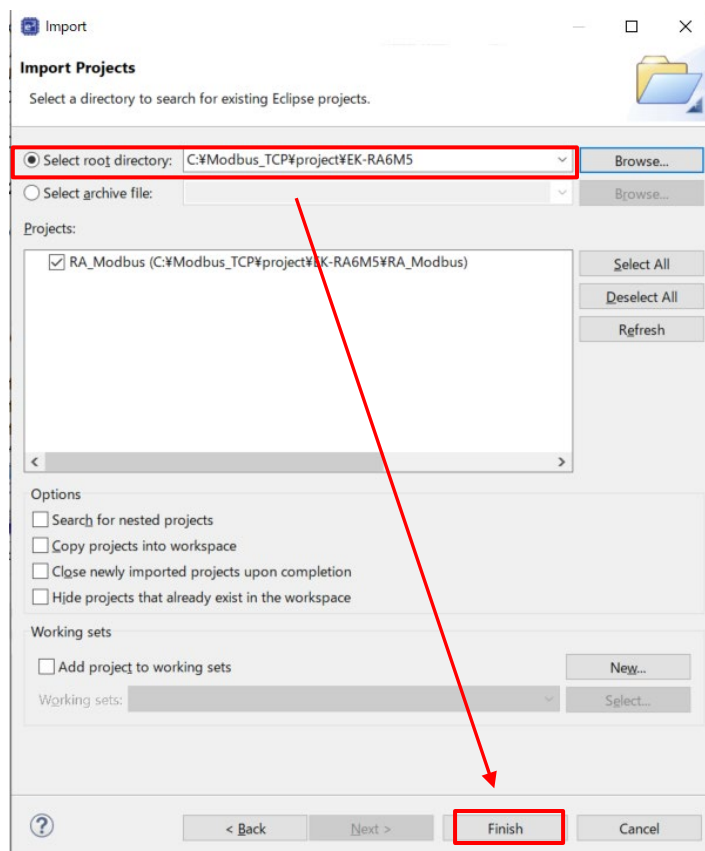 Import
Import Projects
Select a directory to search for existing Eclipse projects.
Select root directory: C:¥Modbus_TCP¥project¥EK-RA6M5 Browse...
Select archive file: Browse...
Projects:
RA_Modbus (C:¥Modbus_TCP¥project¥EK-RA6M5¥RA_Modbus)
Select All
Deselect All
Refresh
Options
Search for nested projects
Copy projects into workspace
Close newly imported projects upon completion
Hide projects that already exist in the workspace
Working sets
Add project to working sets New...
Working sets: Select...
< Back Next > Finish Cancel